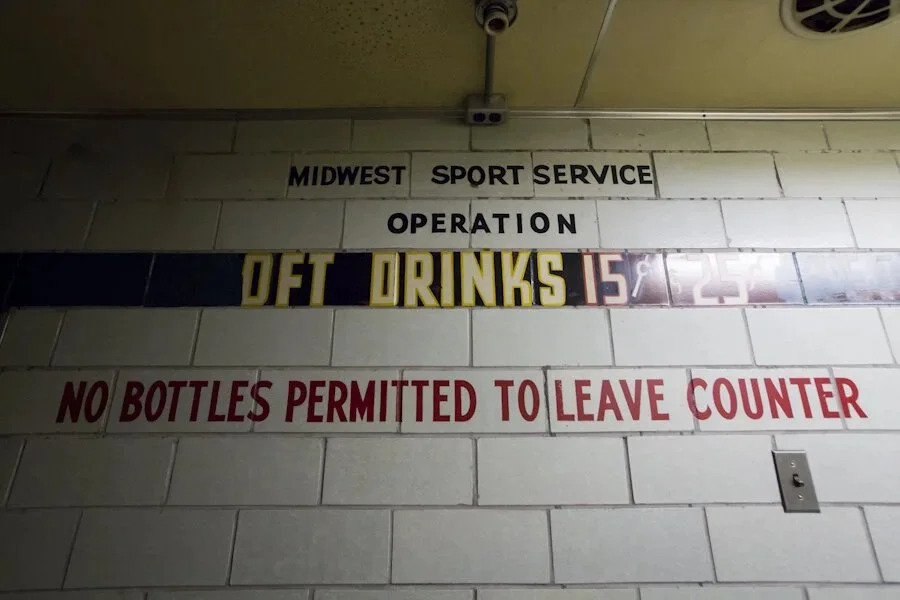 MIDWEST SPORT SERVICE
OPERATION
OFT DRINKS 15¢ 25¢
NO BOTTLES PERMITTED TO LEAVE COUNTER